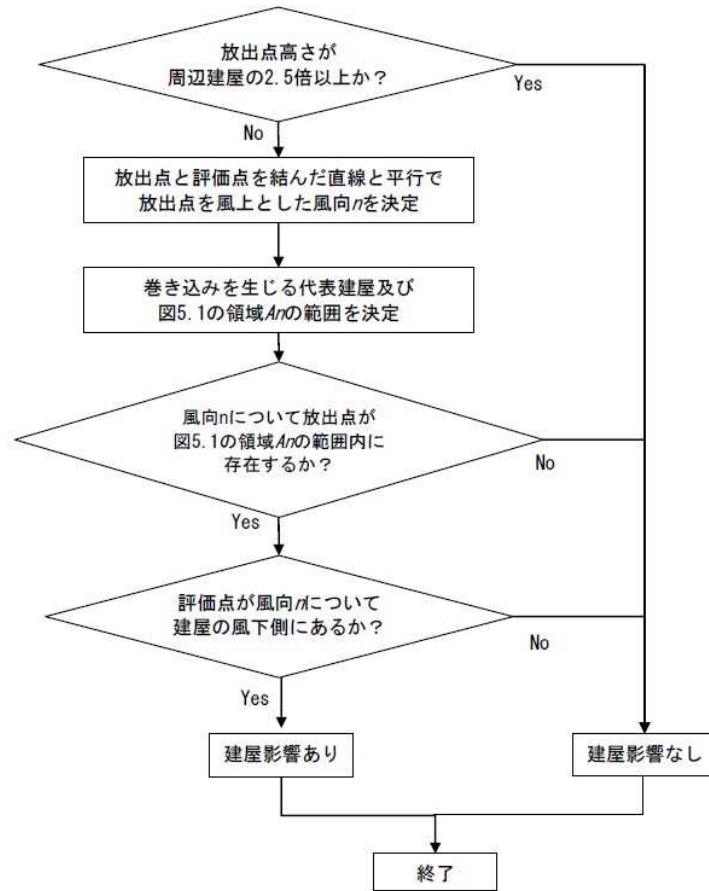 放出点高さが
周辺建屋の2.5倍以上か？
Yes
No
放出点と評価点を結んだ直線と平行で
放出点を風上とした風向nを決定
巻き込みを生じる代表建屋及び
図5.1の領域Anの範囲を決定
風向nについて放出点が
図5.1の領域Anの範囲内に
存在するか？
No
Yes
評価点が風向nについて
建屋の風下側にあるか？
No
Yes
建屋影響あり
建屋影響なし
終了